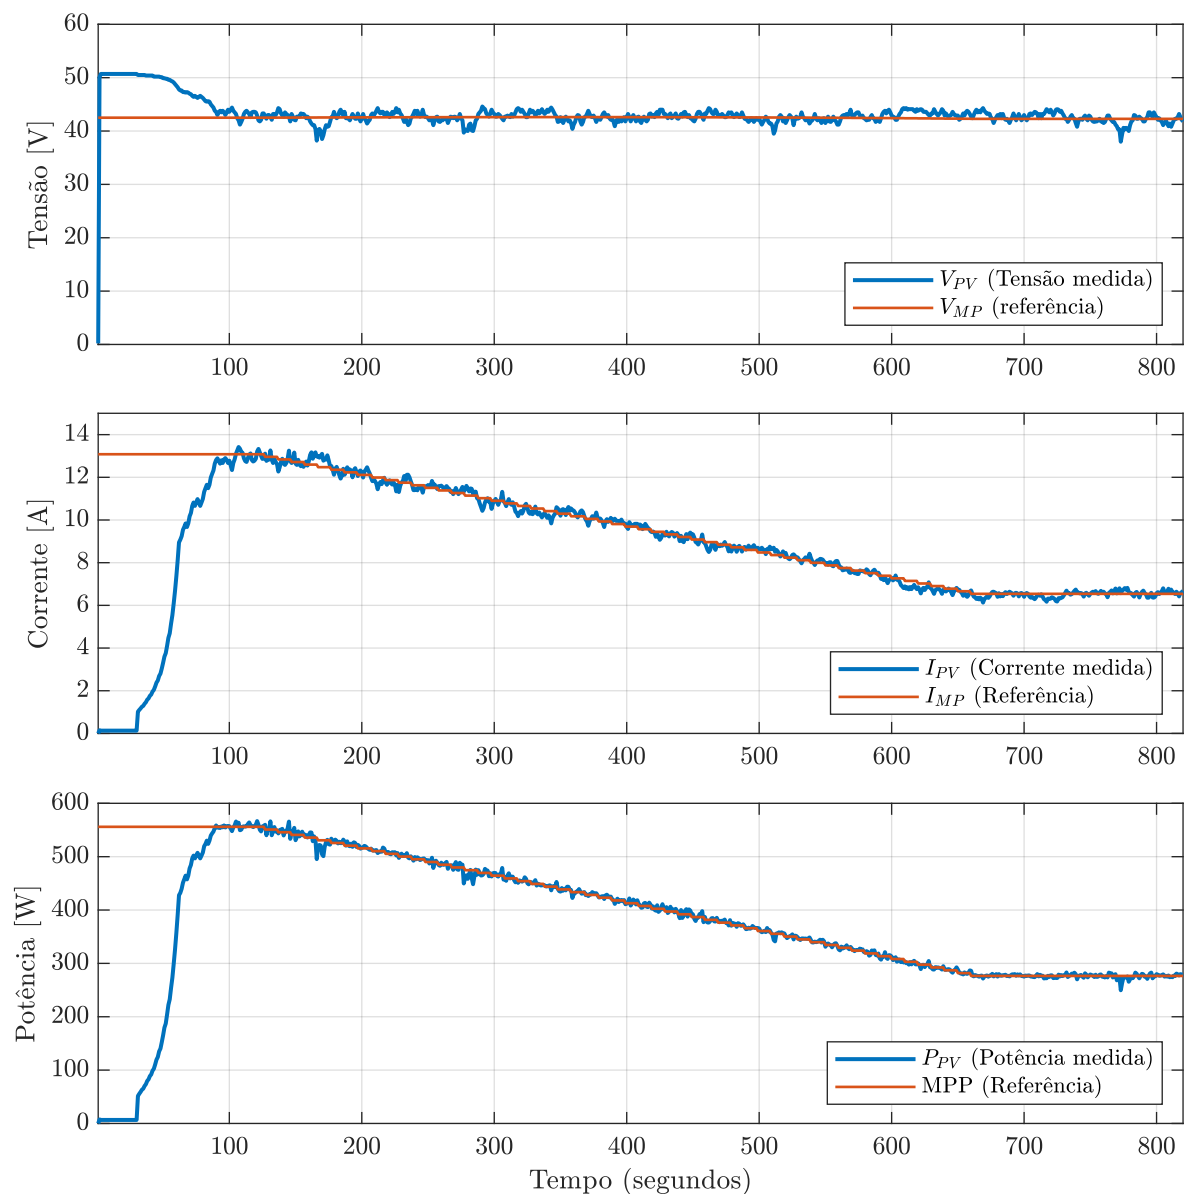 60
50
40
30
20
10
0
Tensão [V]
V_PV (Tensão medida)
V_MP (referência)
100 200 300 400 500 600 700 800
14
12
10
8
6
4
2
0
Corrente [A]
I_PV (Corrente medida)
I_MP (Referência)
100 200 300 400 500 600 700 800
600
500
400
300
200
100
0
Potência [W]
P_PV (Potência medida)
MPP (Referência)
100 200 300 400 500 600 700 800
Tempo (segundos)